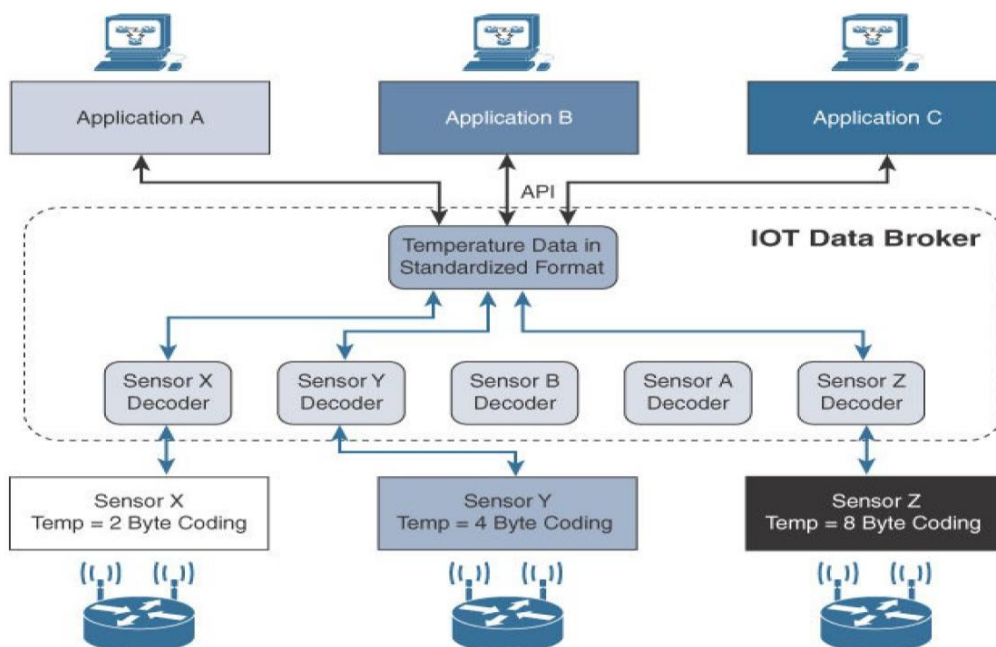 Application A
Application B
Application C
API
IOT Data Broker
Temperature Data in
Standardized Format
Sensor X
Decoder
Sensor Y
Decoder
Sensor B
Decoder
Sensor A
Decoder
Sensor Z
Decoder
Sensor X
Temp = 2 Byte Coding
Sensor Y
Temp = 4 Byte Coding
Sensor Z
Temp = 8 Byte Coding